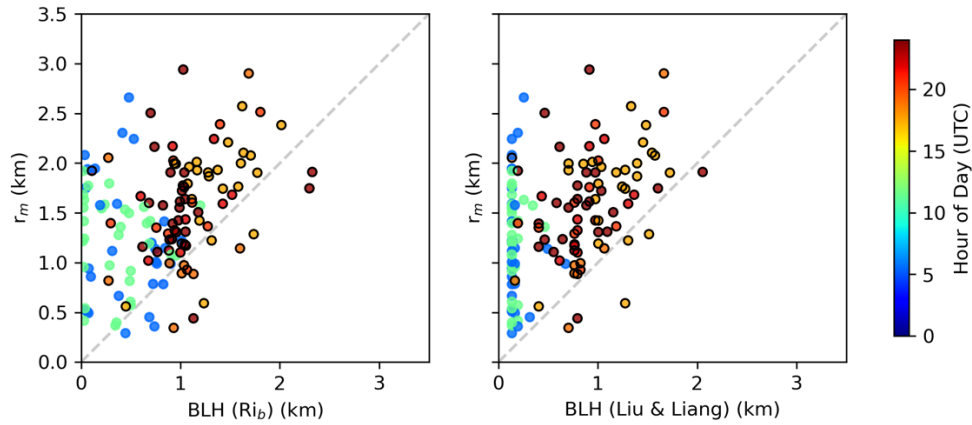 3.5
3.0
2.5
2.0
1.5
1.0
0.5
0.0
r_m (km)
0 1 2 3
BLH (Ri_b) (km)
r_m (km)
0 1 2 3
BLH (Liu & Liang) (km)
20
15
10
5
0
Hour of Day (UTC)